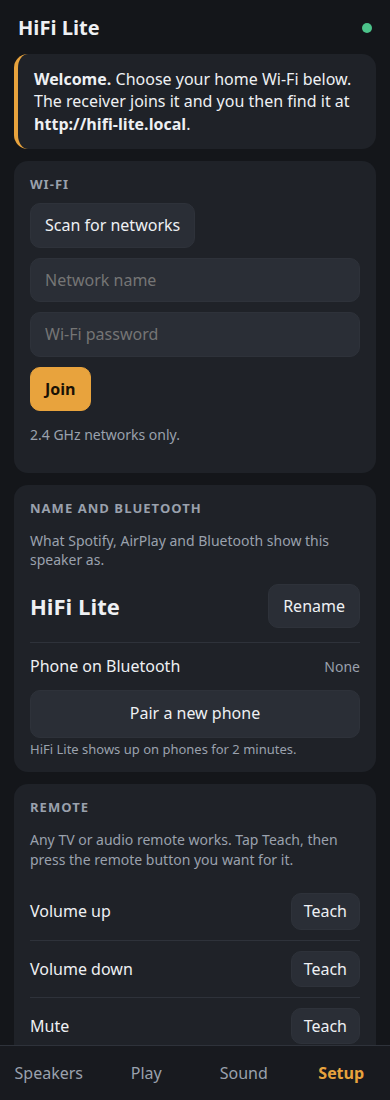 HiFi Lite
Welcome. Choose your home Wi-Fi below.
The receiver joins it and you then find it at
http://hifi-lite.local.
WI-FI
Scan for networks
Network name
Wi-Fi password
Join
2.4 GHz networks only.
NAME AND BLUETOOTH
What Spotify, AirPlay and Bluetooth show this
speaker as.
HiFi Lite
Rename
Phone on Bluetooth
None
Pair a new phone
HiFi Lite shows up on phones for 2 minutes.
REMOTE
Any TV or audio remote works. Tap Teach, then
press the remote button you want for it.
Volume up
Teach
Volume down
Teach
Mute
Teach
Speakers
Play
Sound
Setup